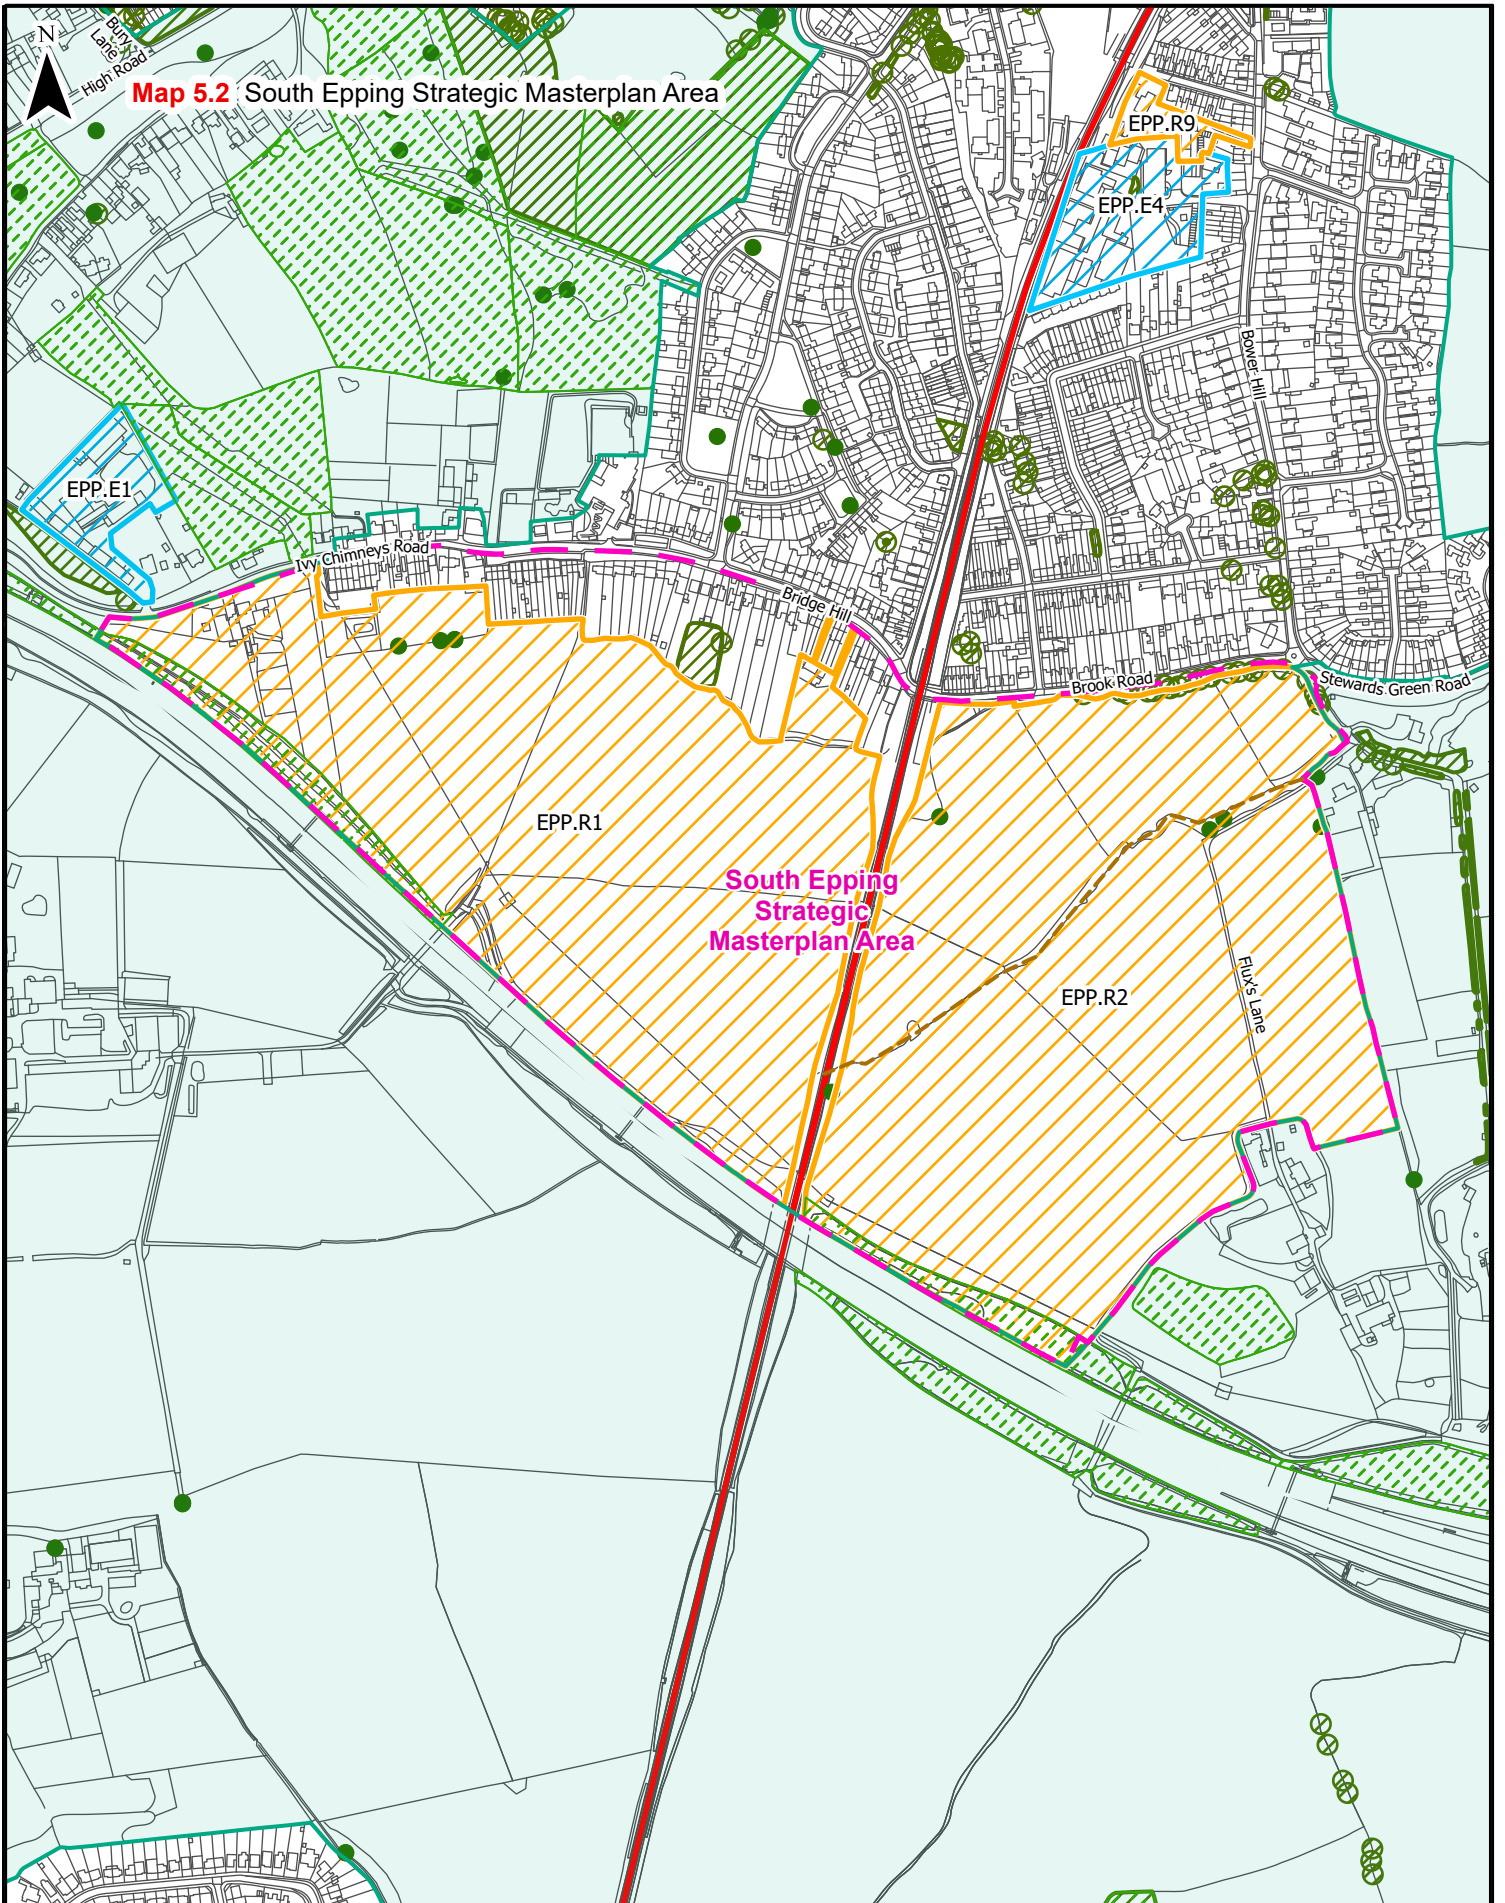 Bury
Lane
High Road
N
Map 5.2 South Epping Strategic Masterplan Area
EPP.R9
EPP.E4
Bower Hill
EPP.E1
Ivy Chimneys Road
Bridge Hill
Brook Road
Stewards Green Road
EPP.R1
South Epping
Strategic
Masterplan Area
EPP.R2
Flux's Lane